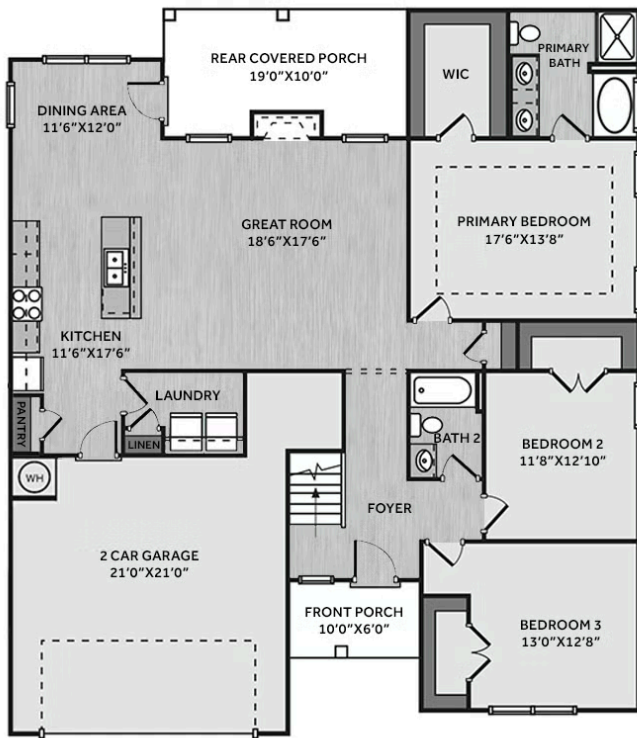 REAR COVERED PORCH
19'0"X10'0"
WIC
PRIMARY
BATH
DINING AREA
11'6"X12'0"
GREAT ROOM
18'6"X17'6"
PRIMARY BEDROOM
17'6"X13'8"
KITCHEN
11'6"X17'6"
LAUNDRY
PANTRY
LINEN
BATH 2
BEDROOM 2
11'8"X12'10"
WH
FOYER
2 CAR GARAGE
21'0"X21'0"
FRONT PORCH
10'0"X6'0"
BEDROOM 3
13'0"X12'8"